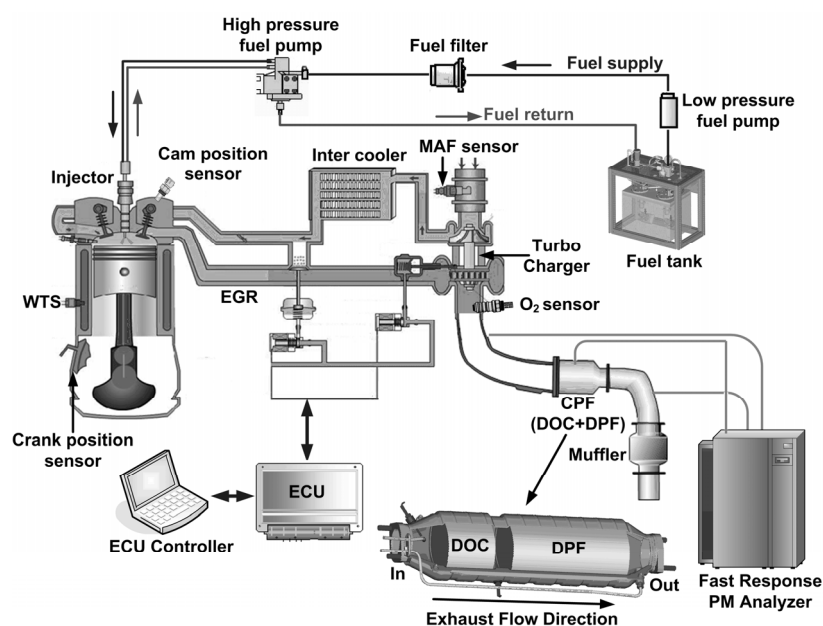 High pressure
fuel pump
Fuel filter
Fuel supply
Low pressure
fuel pump
Fuel return
Cam position
sensor
Inter cooler
MAF sensor
Injector
Turbo
Charger
Fuel tank
WTS
EGR
O₂ sensor
CPF
(DOC+DPF)
Muffler
Crank position
sensor
ECU
ECU Controller
DOC
DPF
In
Out
Exhaust Flow Direction
Fast Response
PM Analyzer